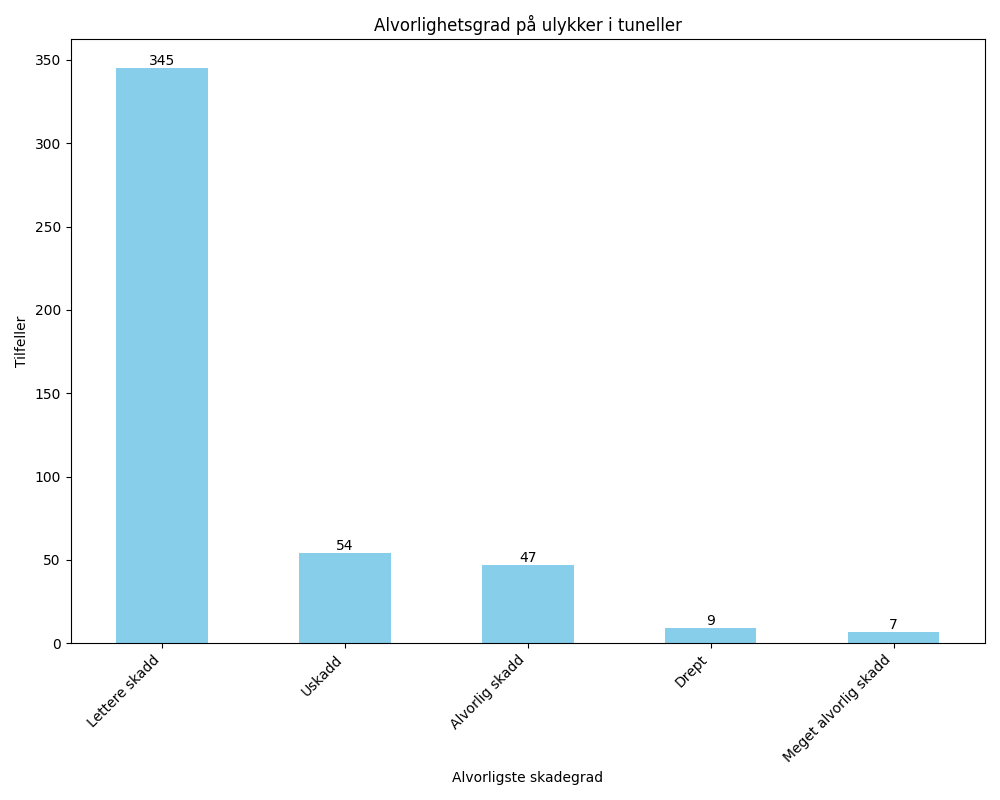 Alvorlighetsgrad på ulykker i tuneller
350
300
250
200
150
100
50
0
Tilfeller
345
54
47
9
7
Lettere skadd
Uskadd
Alvorlig skadd
Drept
Meget alvorlig skadd
Alvorligste skadegrad